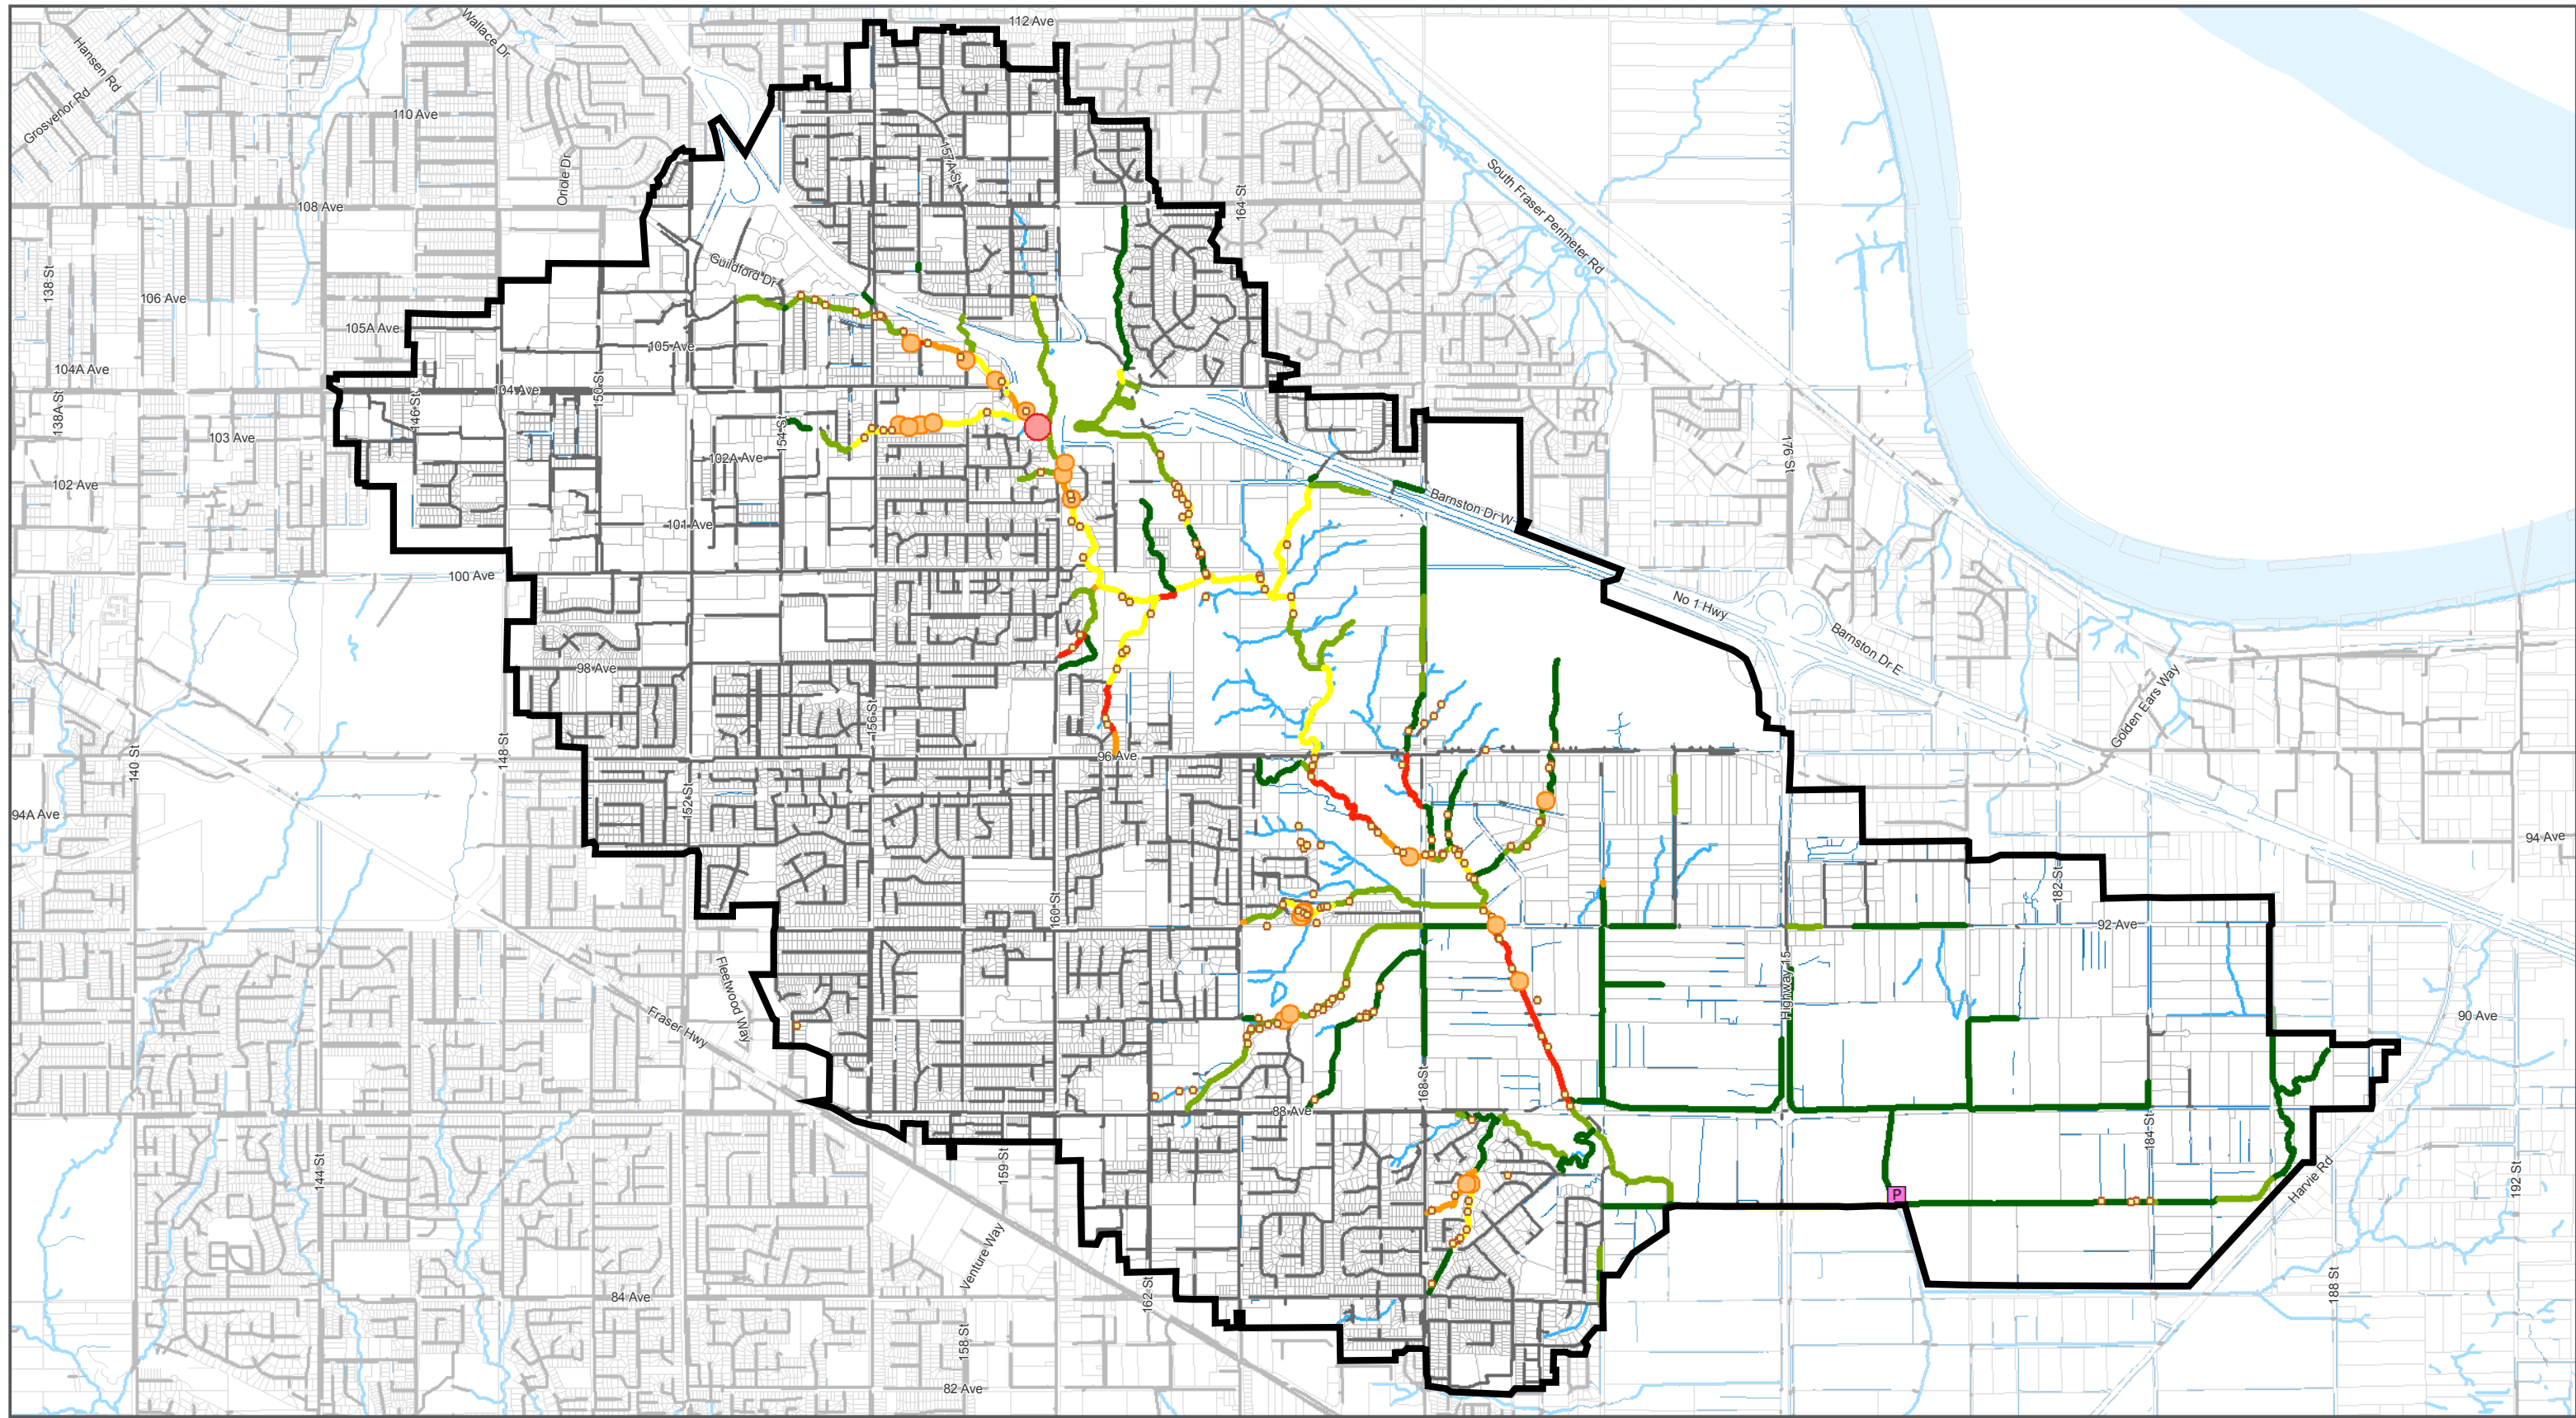 112 Ave
Wallace Dr
Hansen Rd
Grosvenor Rd
110 Ave
157A St
Oriole Dr
108 Ave
164 St
South Fraser Perimeter Rd
138 St
Guildford Dr
106 Ave
105A Ave
105 Ave
104A Ave
104 Ave
150 St
138A St
146 St
103 Ave
154 St
102A Ave
176 St
102 Ave
101 Ave
Barnston Dr W
100 Ave
No 1 Hwy
Barnston Dr E
98 Ave
Golden Ears Way
156 St
148 St
140 St
96 Ave
152 St
94A Ave
94 Ave
182 St
160 St
92 Ave
Highway 15
Fleetwood Way
Fraser Hwy
90 Ave
168 St
88 Ave
184 St
159 St
144 St
Harvie Rd
192 St
P
Venture Way
162 St
188 St
84 Ave
158 St
82 Ave